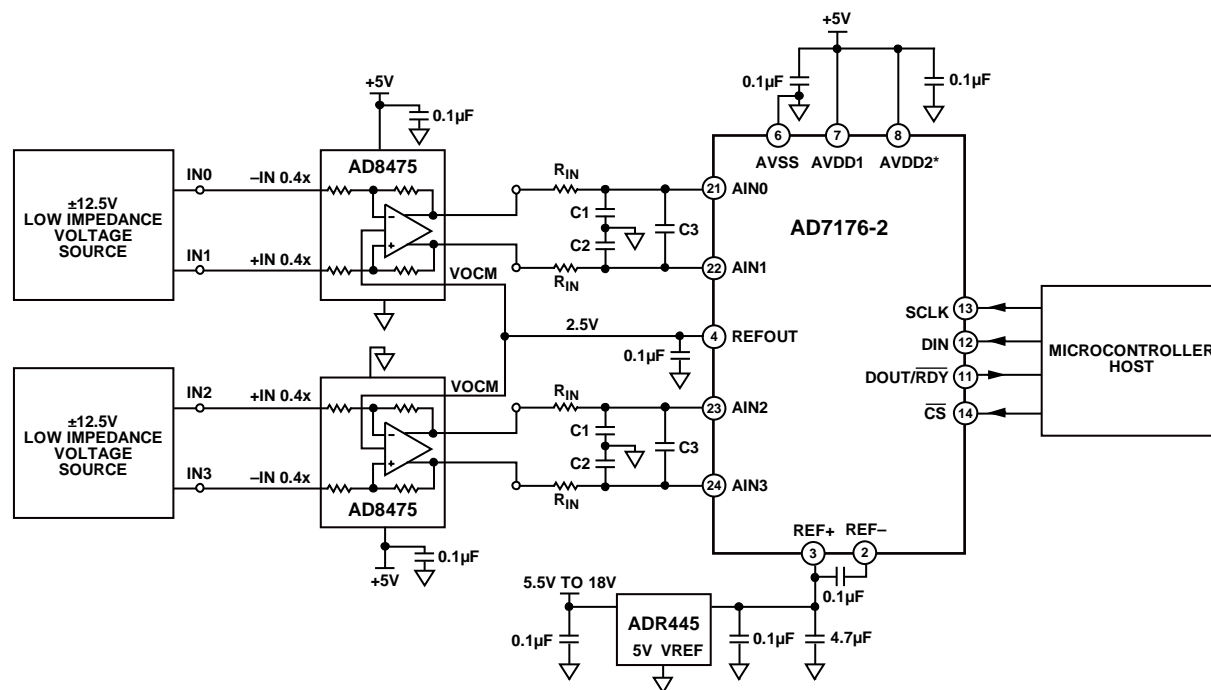 +5V
0.1µF
0.1µF
+5V
0.1µF
6
7
8
AVSS
AVDD1
AVDD2*
±12.5V
LOW IMPEDANCE
VOLTAGE
SOURCE
IN0
–IN 0.4x
IN1
+IN 0.4x
AD8475
–
+
VOCM
RIN
C1
C2
C3
RIN
21
AIN0
22
AIN1
AD7176-2
2.5V
0.1µF
4
REFOUT
SCLK
13
DIN
12
DOUT/RDY
11
CS
14
MICROCONTROLLER
HOST
±12.5V
LOW IMPEDANCE
VOLTAGE
SOURCE
IN2
+IN 0.4x
IN3
–IN 0.4x
VOCM
–
+
AD8475
0.1µF
+5V
RIN
C1
C2
C3
RIN
23
AIN2
24
AIN3
REF+
REF–
3
2
0.1µF
5.5V TO 18V
0.1µF
ADR445
5V VREF
0.1µF
4.7µF